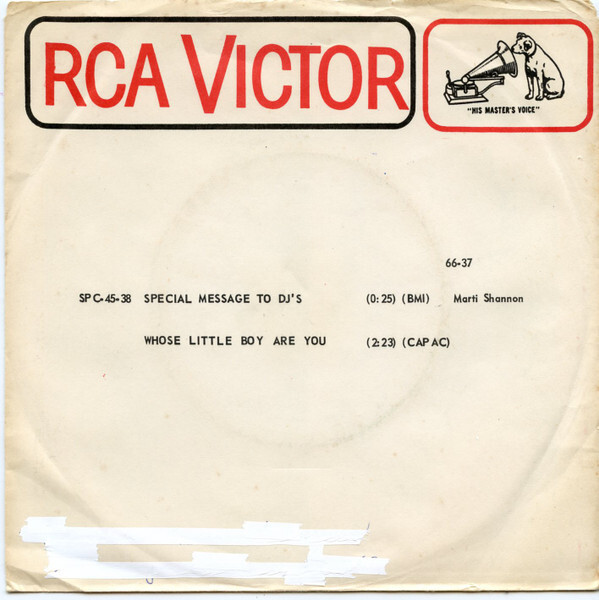 RCA VICTOR
"HIS MASTER'S VOICE"
66-37
SPC-45-38 SPECIAL MESSAGE TO DJ'S (0:25) (BMI) Marti Shannon
WHOSE LITTLE BOY ARE YOU (2:23) (CAPAC)